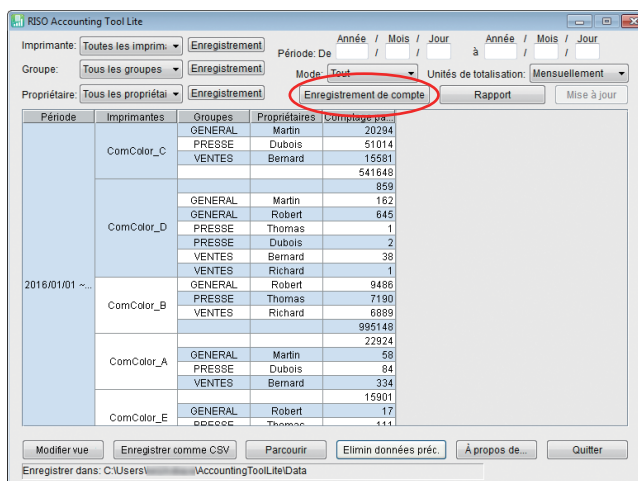 RISO Accounting Tool Lite
Imprimante: Toutes les imprim: Enregistrement Période: De Année / Mois / Jour / / à Année / Mois / Jour / /
Groupe: Tous les groupes Enregistrement Mode: Tout Unités de totalisation: Mensuellement
Propriétaire: Tous les propriétai Enregistrement Enregistrement de compte Rapport Mise à jour
Période Imprimantes Groupes Propriétaires Comptage pa...
2016/01/01 ~...
ComColor_C
GENERAL Martin 20294
PRESSE Dubois 51014
VENTES Bernard 15581
541648
ComColor_D
859
GENERAL Martin 162
GENERAL Robert 645
PRESSE Thomas 1
PRESSE Dubois 2
VENTES Bernard 38
VENTES Richard 1
ComColor_B
GENERAL Robert 9486
PRESSE Thomas 7190
VENTES Richard 6889
995148
ComColor_A
22924
GENERAL Martin 58
PRESSE Dubois 84
VENTES Bernard 334
ComColor_E
15901
GENERAL Robert 17
PRESSE Thomas 111
Modifier vue Enregistrer comme CSV Parcourir Elimin données préc. À propos de... Quitter
Enregistrer dans: C:\Users\ \AccountingToolLite\Data